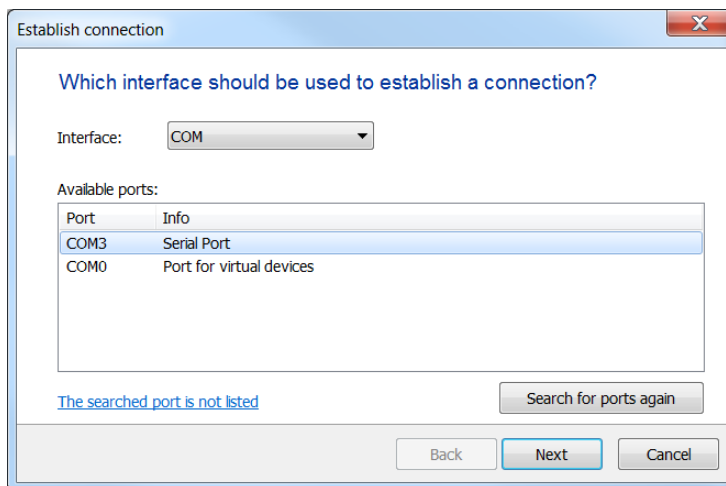 Establish connection
Which interface should be used to establish a connection?
Interface: COM
Available ports:
Port Info
COM3 Serial Port
COM0 Port for virtual devices
The searched port is not listed Search for ports again
Back Next Cancel